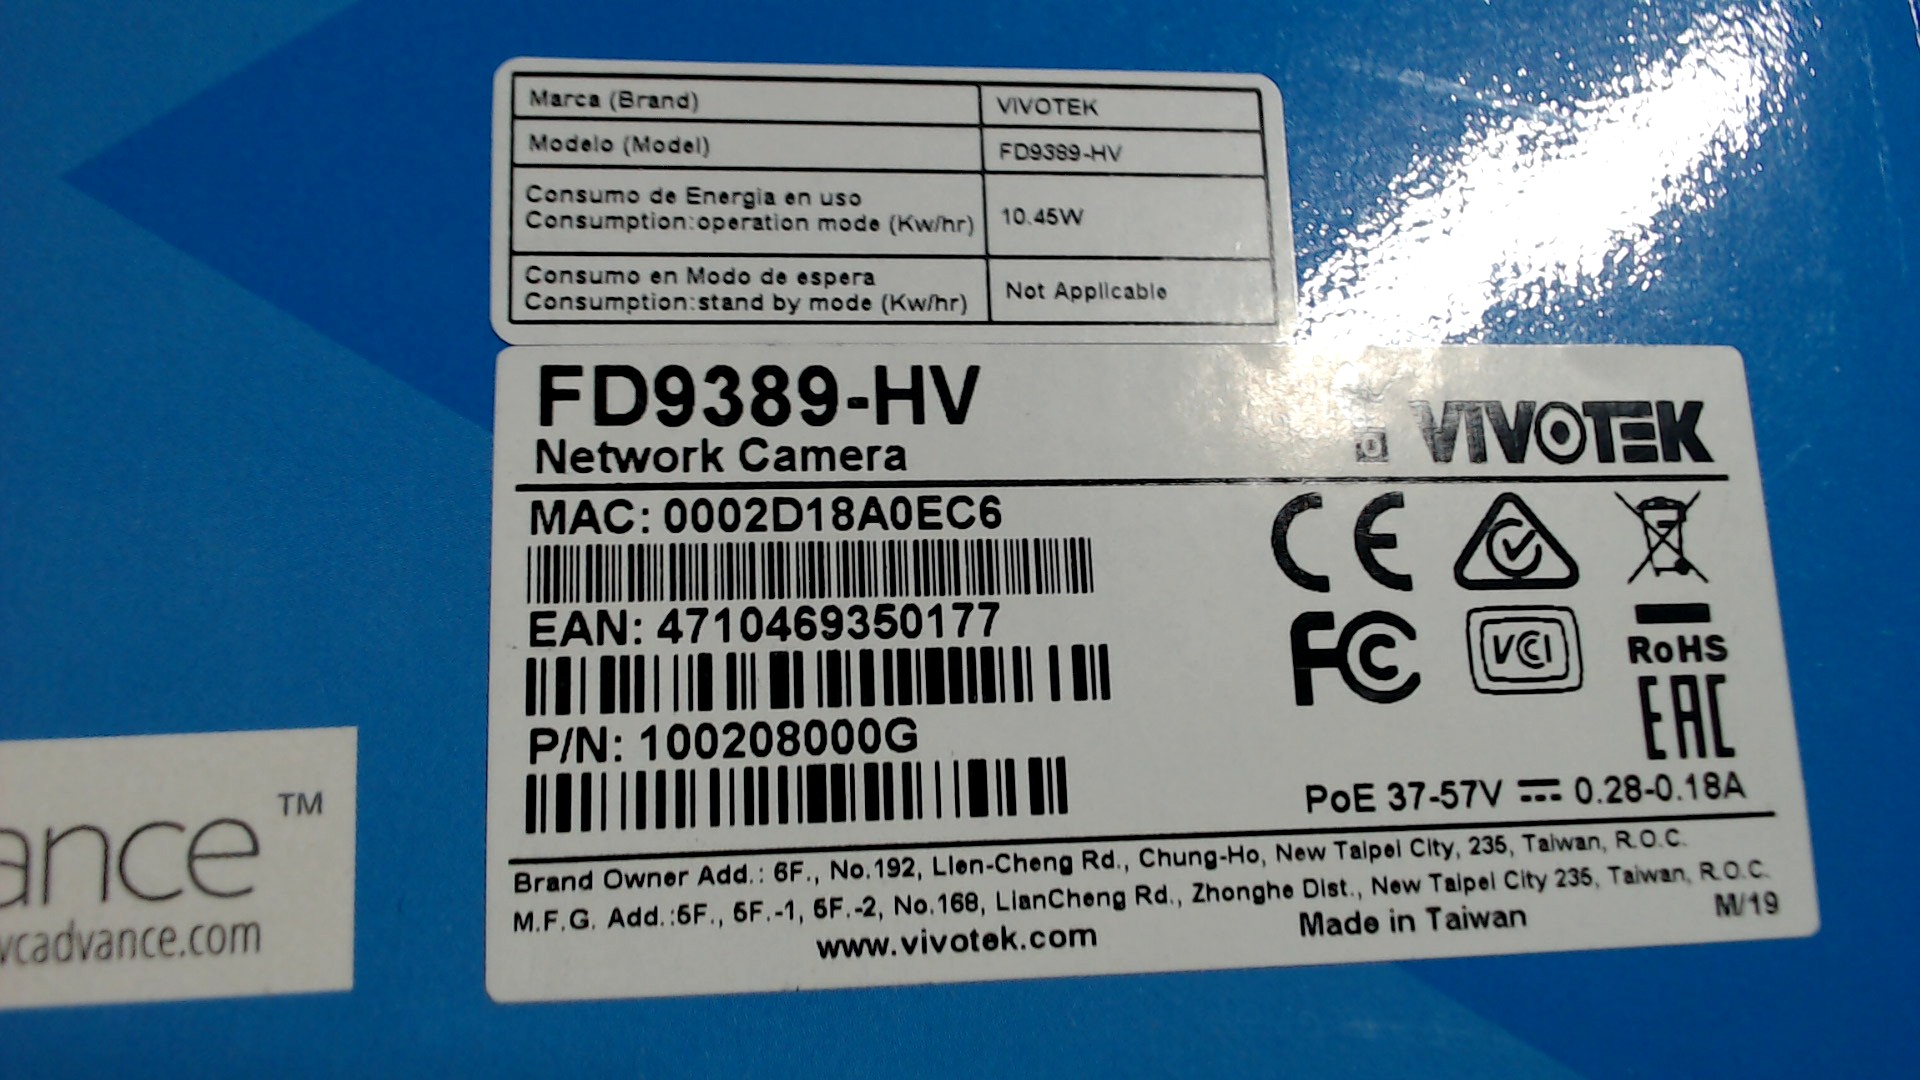 Marca (Brand) VIVOTEK
Modelo (Model) FD9389-HV
Consumo de Energia en uso
Consumption:operation mode (Kw/hr) 10.45W
Consumo en Modo de espera
Consumption:stand by mode (Kw/hr) Not Applicable
FD9389-HV
Network Camera
VIVOTEK
MAC: 0002D18A0EC6
EAN: 4710469350177
P/N: 100208000G
CE
FC
VCCI
RoHS
EAC
PoE 37-57V 0.28-0.18A
Brand Owner Add.: 6F., No.192, Lien-Cheng Rd., Chung-Ho, New Taipei City, 235, Taiwan, R.O.C.
M.F.G. Add.:5F., 5F.-1, 5F.-2, No.168, LianCheng Rd., Zhonghe Dist., New Taipei City 235, Taiwan, R.O.C.
Made in Taiwan
M/19
www.vivotek.com
ance™
vcadvance.com